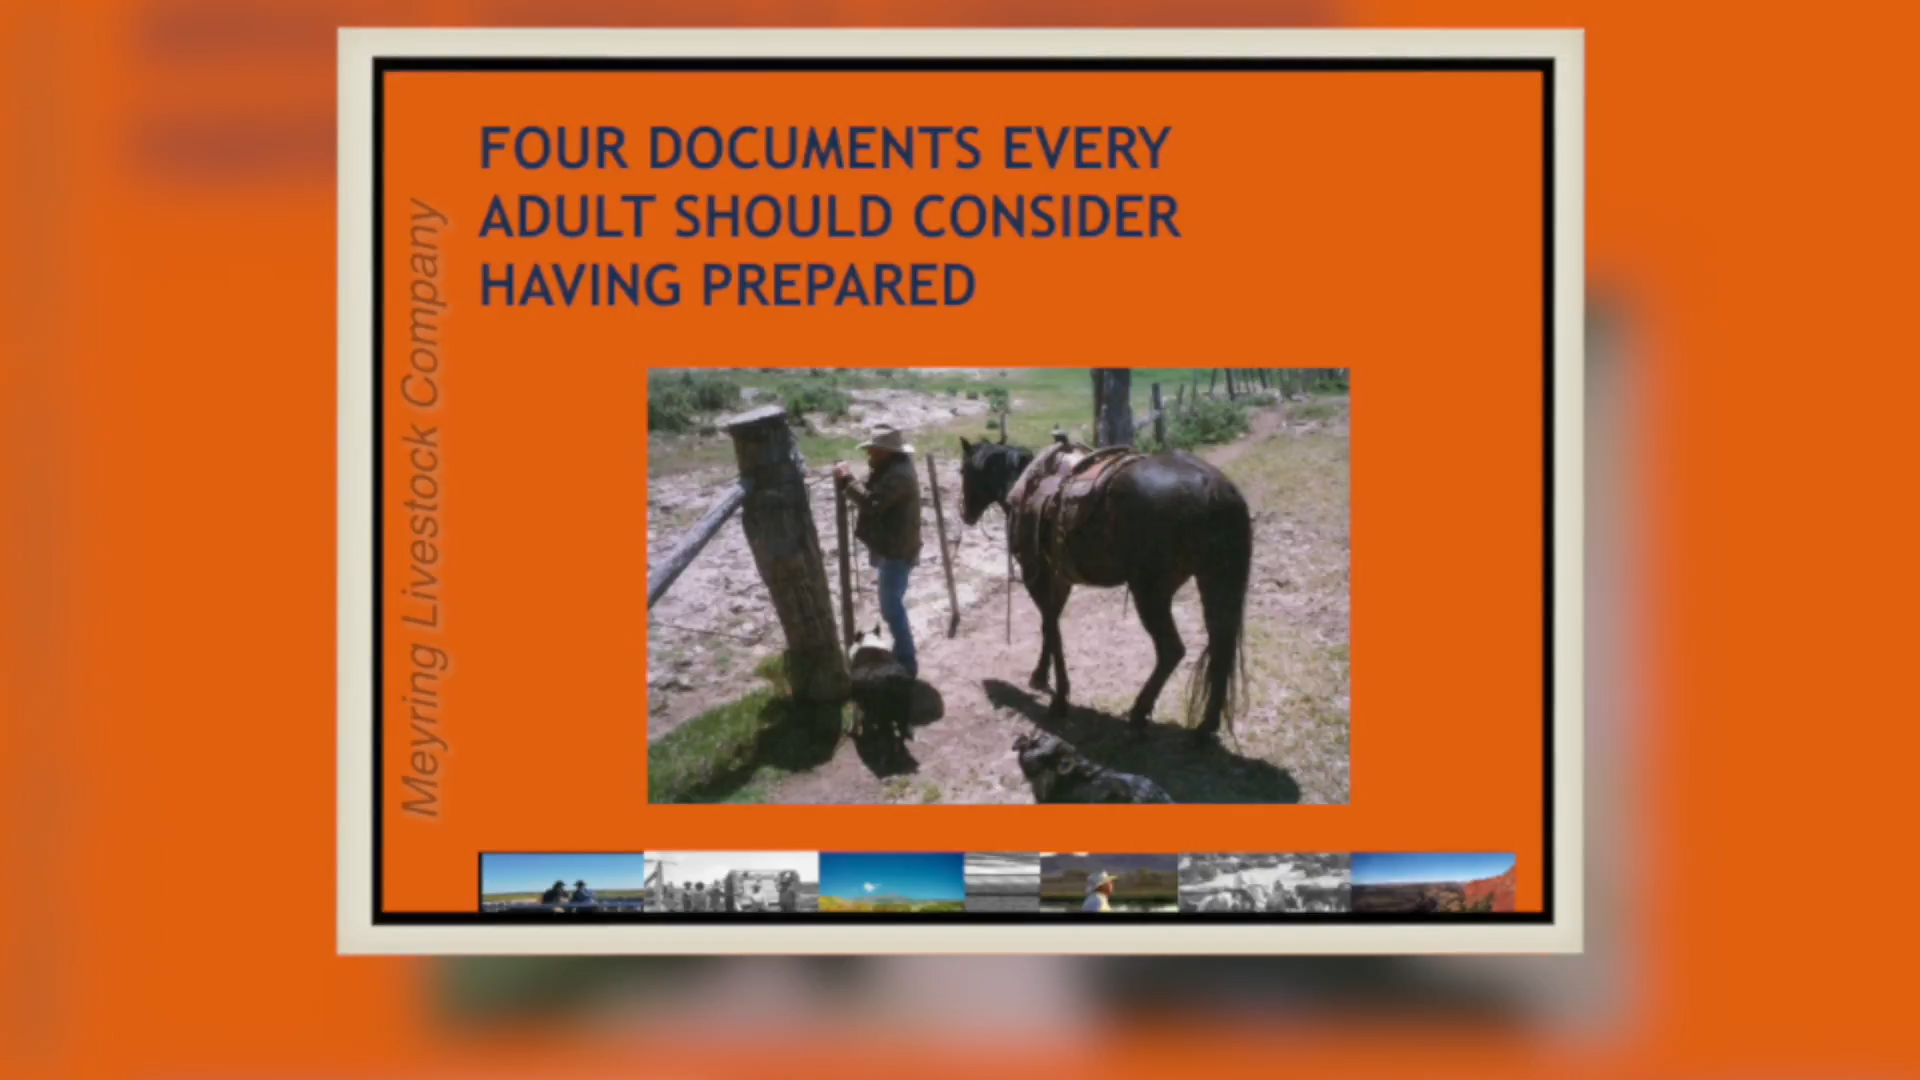 FOUR DOCUMENTS EVERY
ADULT SHOULD CONSIDER
HAVING PREPARED
Meyring Livestock Company